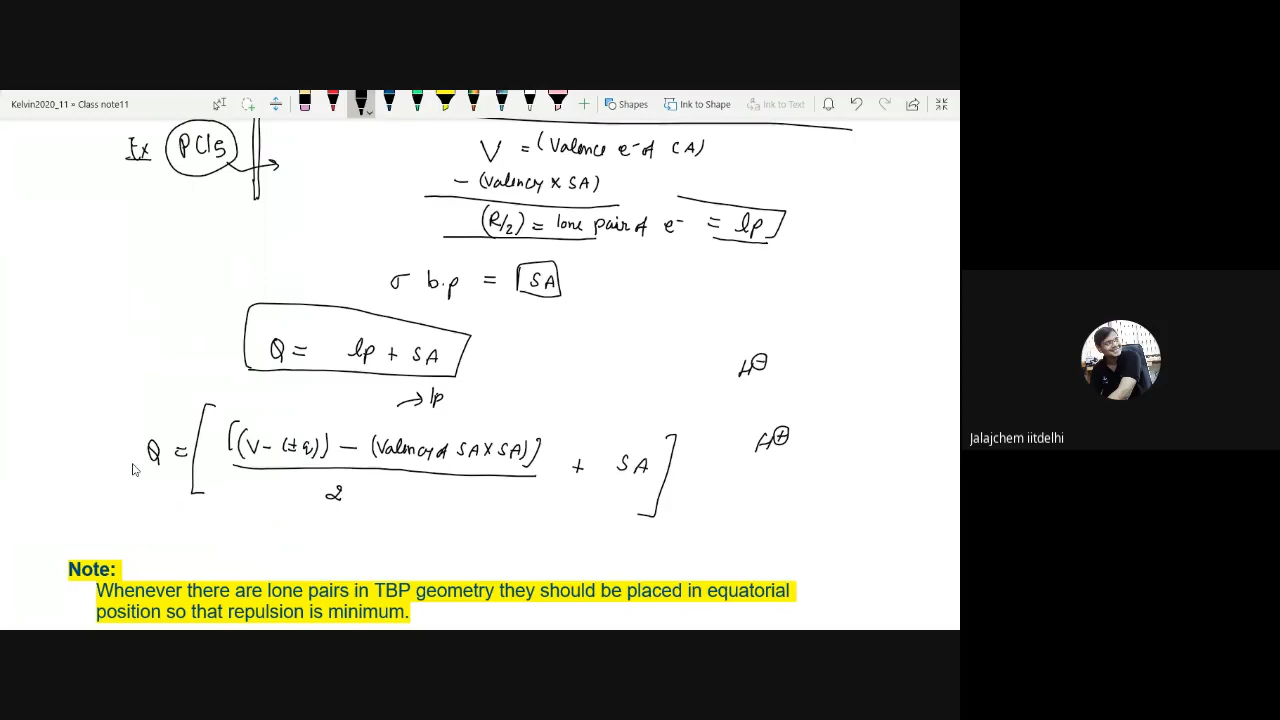 Kelvin2020_11 » Class note11
Shapes
Ink to Shape
Ink to Text
Ex PCl5
V = (Valence e- of CA)
- (Valency x SA)
(R/2) = lone pair of e- = lp
σ b.p = SA
Q = lp + SA
→ lp
H⊖
Q = [ [(V-(±q)) - (Valency of SA x SA)] / 2 + SA ]
H⊕
Jalajchem iitdelhi
Note:
Whenever there are lone pairs in TBP geometry they should be placed in equatorial
position so that repulsion is minimum.